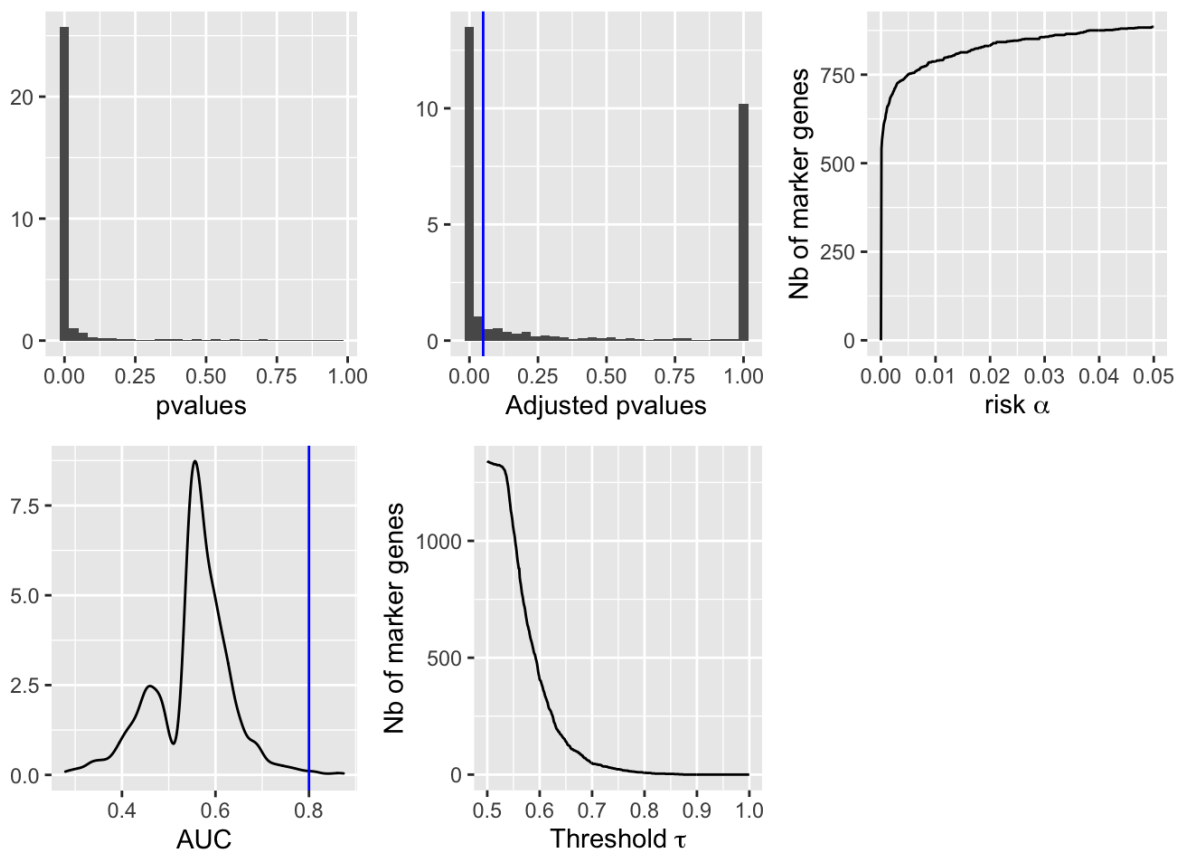 0
10
20
0.00 0.25 0.50 0.75 1.00
pvalues
0
5
10
0.00 0.25 0.50 0.75 1.00
Adjusted pvalues
Nb of marker genes
0
250
500
750
0.00 0.01 0.02 0.03 0.04 0.05
risk α
0.0
2.5
5.0
7.5
0.4 0.6 0.8
AUC
Nb of marker genes
0
500
1000
0.5 0.6 0.7 0.8 0.9 1.0
Threshold τ